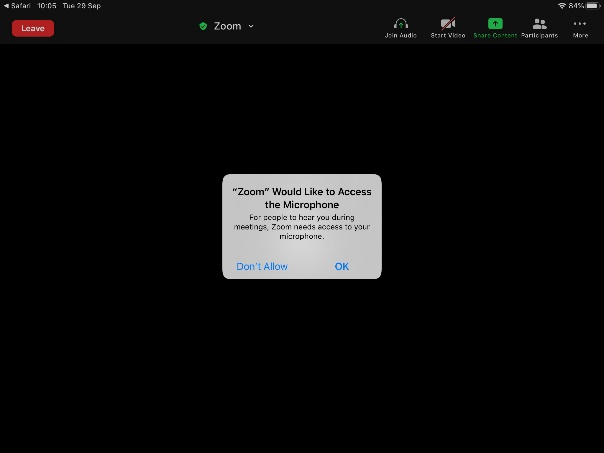 ◀ Safari 10:05 Tue 29 Sep 84%
Leave
Zoom
Join Audio Start Video Share Content Participants More
“Zoom” Would Like to Access
the Microphone
For people to hear you during
meetings, Zoom needs access to your
microphone.
Don't Allow OK